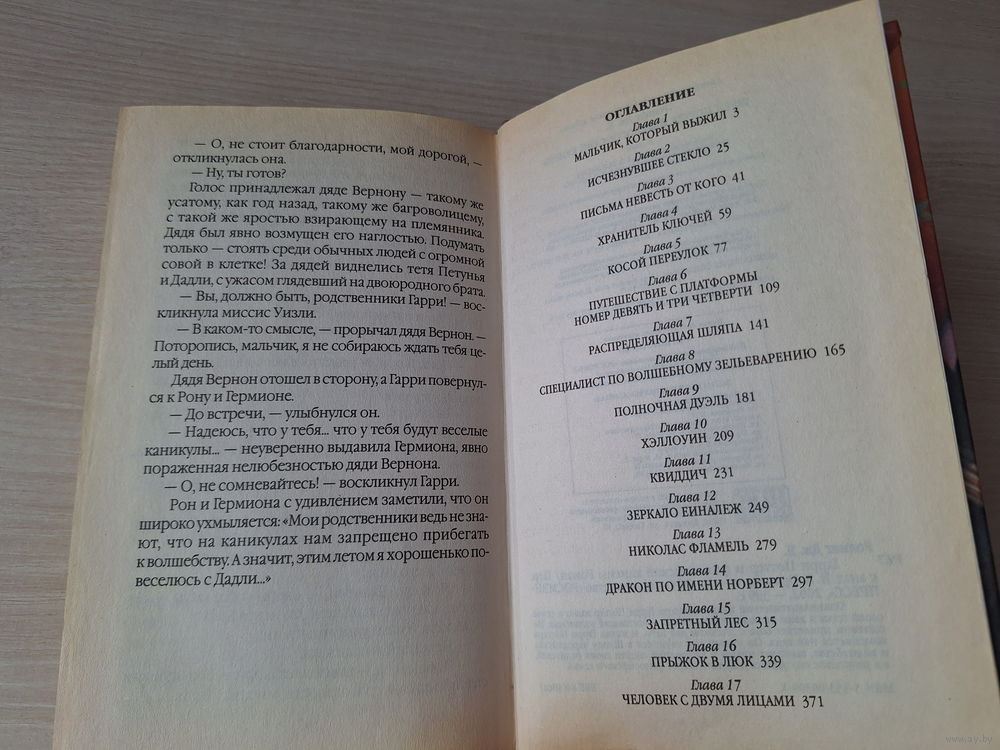 — О, не стоит благодарности, мой дорогой, —
откликнулась она.
— Ну, ты готов?
Голос принадлежал дяде Вернону — такому же
усатому, как год назад, такому же багроволицему,
с такой же яростью взирающему на племянника.
Дядя был явно возмущен его наглостью. Подумать
только — стоять среди обычных людей с огромной
совой в клетке! За дядей виднелись тетя Петунья
и Дадли, с ужасом глядевший на двоюродного брата.
— Вы, должно быть, родственники Гарри! — вос-
кликнула миссис Уизли.
— В каком-то смысле, — прорычал дядя Вернон. —
Поторопись, мальчик, я не собираюсь ждать тебя це-
лый день.
Дядя Вернон отошел в сторону, а Гарри повернул-
ся к Рону и Гермионе.
— До встречи, — улыбнулся он.
— Надеюсь, что у тебя... что у тебя будут веселые
каникулы... — неуверенно выдавила Гермиона, явно
пораженная нелюбезностью дяди Вернона.
— О, не сомневайтесь! — воскликнул Гарри.
Рон и Гермиона с удивлением заметили, что он
широко ухмыляется: «Мои родственники ведь не зна-
ют, что на каникулах нам запрещено прибегать
к волшебству. А значит, этим летом я хорошенько по-
веселюсь с Дадли...»
ОГЛАВЛЕНИЕ
Глава 1
МАЛЬЧИК, КОТОРЫЙ ВЫЖИЛ 3
Глава 2
ИСЧЕЗНУВШЕЕ СТЕКЛО 25
Глава 3
ПИСЬМА НЕВЕСТЬ ОТ КОГО 41
Глава 4
ХРАНИТЕЛЬ КЛЮЧЕЙ 59
Глава 5
КОСОЙ ПЕРЕУЛОК 77
Глава 6
ПУТЕШЕСТВИЕ С ПЛАТФОРМЫ
НОМЕР ДЕВЯТЬ И ТРИ ЧЕТВЕРТИ 109
Глава 7
РАСПРЕДЕЛЯЮЩАЯ ШЛЯПА 141
Глава 8
СПЕЦИАЛИСТ ПО ВОЛШЕБНОМУ ЗЕЛЬЕВАРЕНИЮ 165
Глава 9
ПОЛНОЧНАЯ ДУЭЛЬ 181
Глава 10
ХЭЛЛОУИН 209
Глава 11
КВИДДИЧ 231
Глава 12
ЗЕРКАЛО ЕИНАЛЕЖ 249
Глава 13
НИКОЛАС ФЛАМЕЛЬ 279
Глава 14
ДРАКОН ПО ИМЕНИ НОРБЕРТ 297
Глава 15
ЗАПРЕТНЫЙ ЛЕС 315
Глава 16
ПРЫЖОК В ЛЮК 339
Глава 17
ЧЕЛОВЕК С ДВУМЯ ЛИЦАМИ 371
www.ay.by